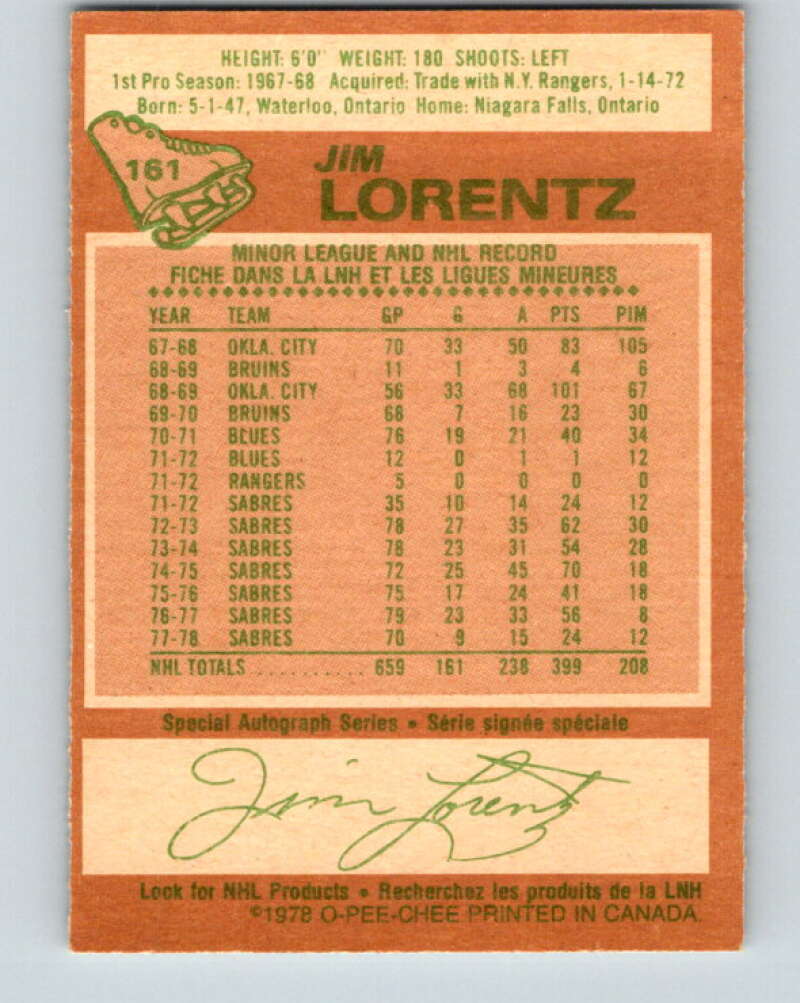 HEIGHT: 6'0" WEIGHT: 180 SHOOTS: LEFT
1st Pro Season: 1967-68 Acquired: Trade with N.Y. Rangers, 1-14-72
Born: 5-1-47, Waterloo, Ontario Home: Niagara Falls, Ontario
161
JIM
LORENTZ
MINOR LEAGUE AND NHL RECORD
FICHE DANS LA LNH ET LES LIGUES MINEURES
YEAR TEAM GP G A PTS PIM
67-68 OKLA. CITY 70 33 50 83 105
68-69 BRUINS 11 1 3 4 6
68-69 OKLA. CITY 56 33 68 101 67
69-70 BRUINS 68 7 16 23 30
70-71 BLUES 76 19 21 40 34
71-72 BLUES 12 0 1 1 12
71-72 RANGERS 5 0 0 0 0
71-72 SABRES 35 10 14 24 12
72-73 SABRES 78 27 35 62 30
73-74 SABRES 78 23 31 54 28
74-75 SABRES 72 25 45 70 18
75-76 SABRES 75 17 24 41 18
76-77 SABRES 79 23 33 56 8
77-78 SABRES 70 9 15 24 12
NHL TOTALS ............ 659 161 238 399 208
Special Autograph Series • Série signée spéciale
Jim Lorentz
Look for NHL Products • Recherchez les produits de la LNH
©1978 O-PEE-CHEE PRINTED IN CANADA.